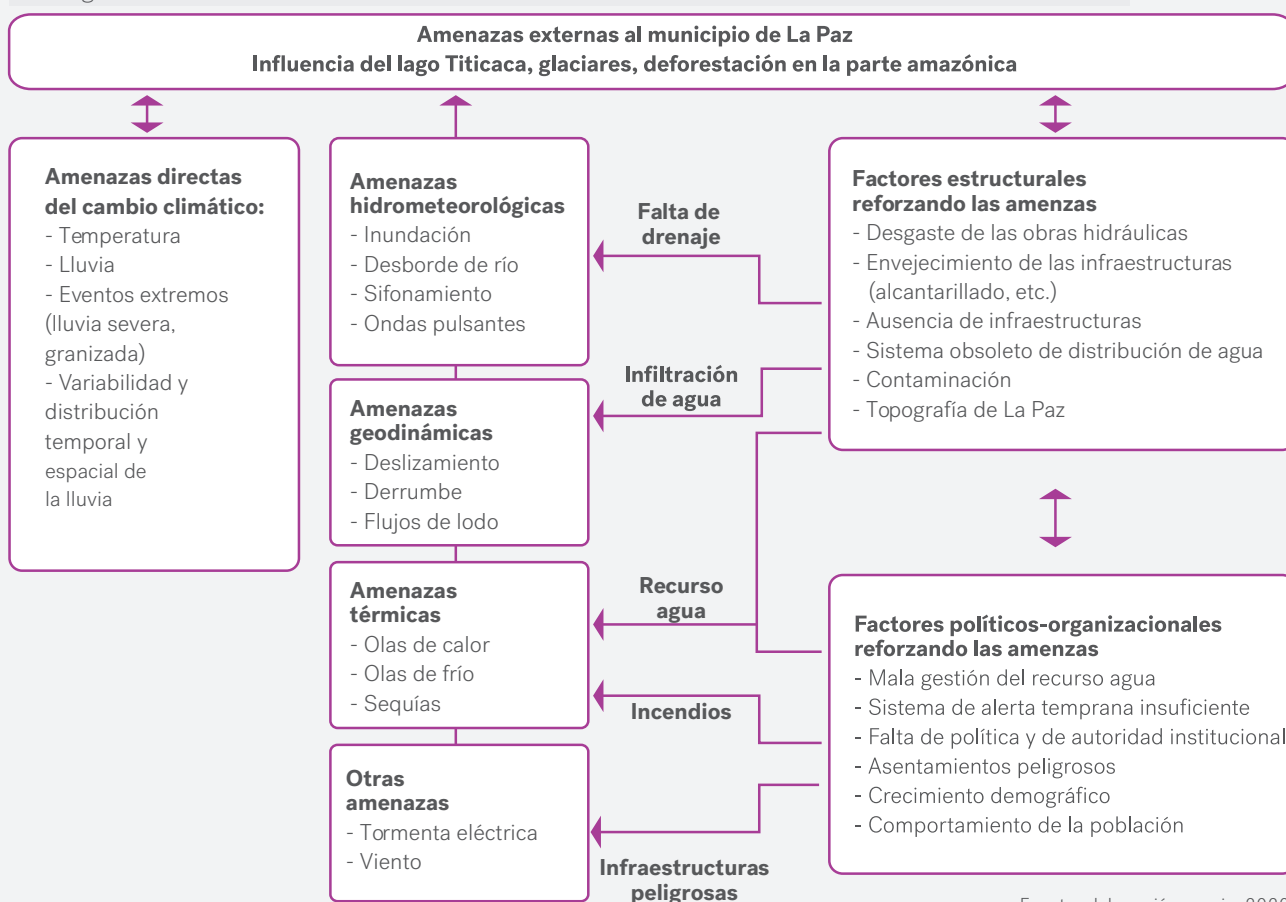 Amenazas externas al municipio de La Paz
Influencia del lago Titicaca, glaciares, deforestación en la parte amazónica
Amenazas directas
del cambio climático:
- Temperatura
- Lluvia
- Eventos extremos
(lluvia severa,
granizada)
- Variabilidad y
distribución
temporal y
espacial de
la lluvia
Amenazas
hidrometeorológicas
- Inundación
- Desborde de río
- Sifonamiento
- Ondas pulsantes
Amenazas
geodinámicas
- Deslizamiento
- Derrumbe
- Flujos de lodo
Amenazas
térmicas
- Olas de calor
- Olas de frío
- Sequías
Otras
amenazas
- Tormenta eléctrica
- Viento
Falta de
drenaje
Infiltración
de agua
Recurso
agua
Incendios
Infraestructuras
peligrosas
Factores estructurales
reforzando las amenzas
- Desgaste de las obras hidráulicas
- Envejecimiento de las infraestructuras
(alcantarillado, etc.)
- Ausencia de infraestructuras
- Sistema obsoleto de distribución de agua
- Contaminación
- Topografía de La Paz
Factores políticos-organizacionales
reforzando las amenzas
- Mala gestión del recurso agua
- Sistema de alerta temprana insuficiente
- Falta de política y de autoridad institucional
- Asentamientos peligrosos
- Crecimiento demográfico
- Comportamiento de la población